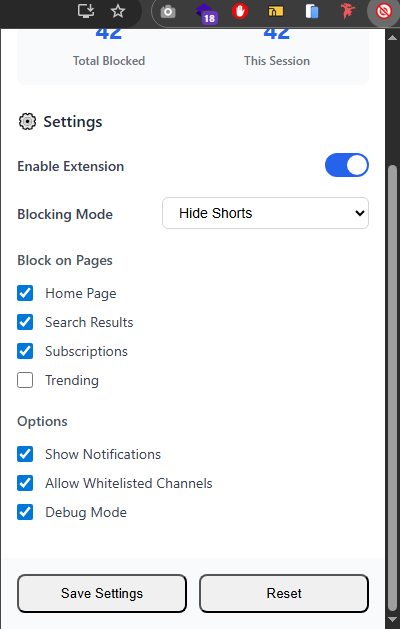 18
42 42
Total Blocked This Session
Settings
Enable Extension
Blocking Mode Hide Shorts
Block on Pages
Home Page
Search Results
Subscriptions
Trending
Options
Show Notifications
Allow Whitelisted Channels
Debug Mode
Save Settings Reset